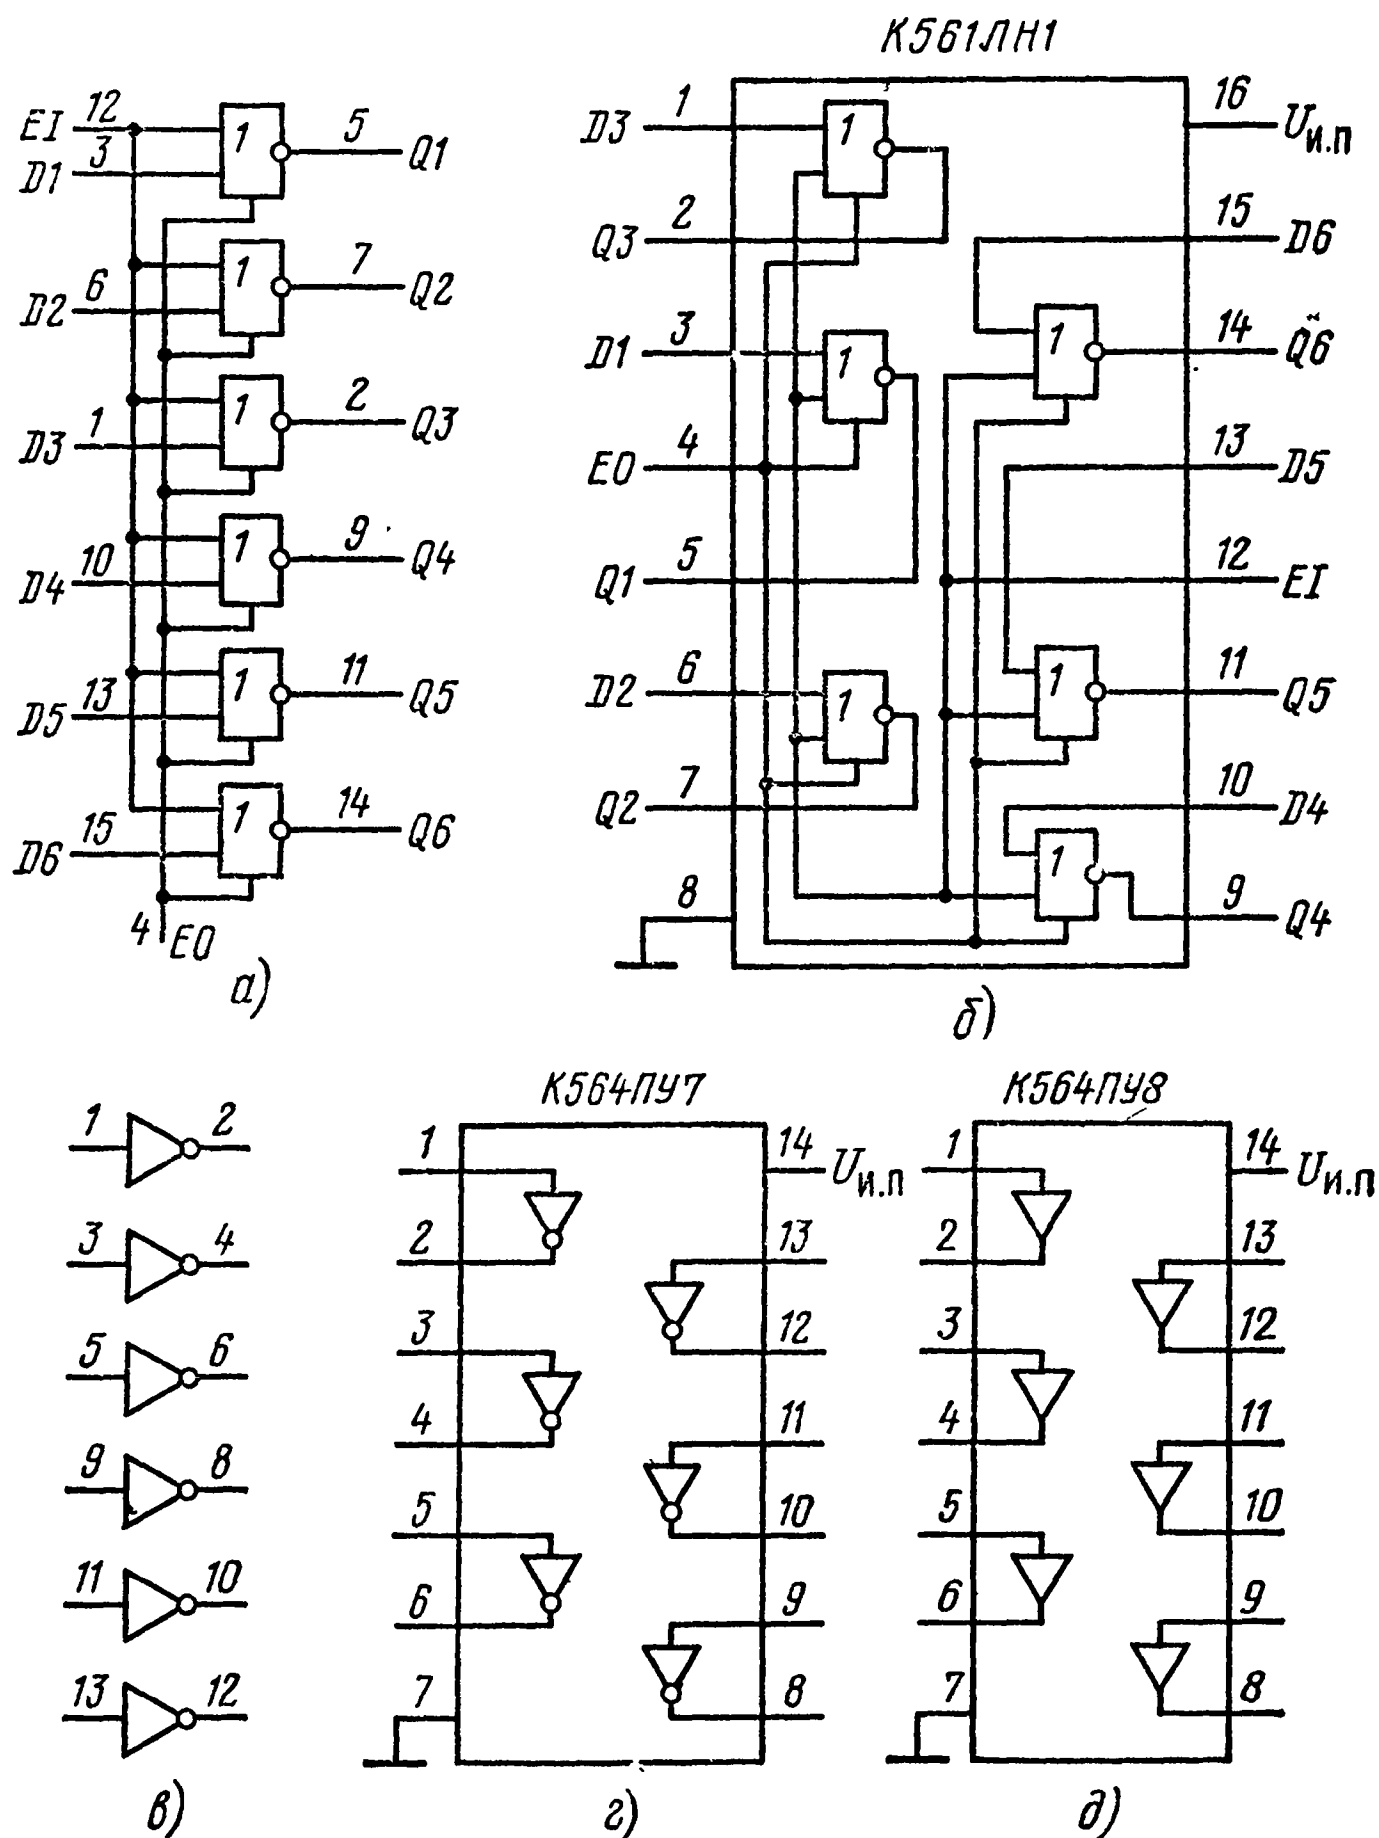 К561ЛН1
EI 12 1 5 Q1
D1 3
D2 6 1 7 Q2
D3 1 1 2 Q3
D4 10 1 9 Q4
D5 13 1 11 Q5
D6 15 1 14 Q6
4 EO
а)
D3 1 1
Q3 2
D1 3 1
EO 4
Q1 5
D2 6 1
Q2 7
8
16 Uи.п
15 D6
1 14 Q6
13 D5
12 EI
1 11 Q5
10 D4
1 9 Q4
б)
1 2
3 4
5 6
9 8
11 10
13 12
в)
К564ПУ7
1 14 Uи.п
2 13
3 12
4 11
5 10
6 9
7 8
г)
К564ПУ8
1 14 Uи.п
2 13
3 12
4 11
5 10
6 9
7 8
д)